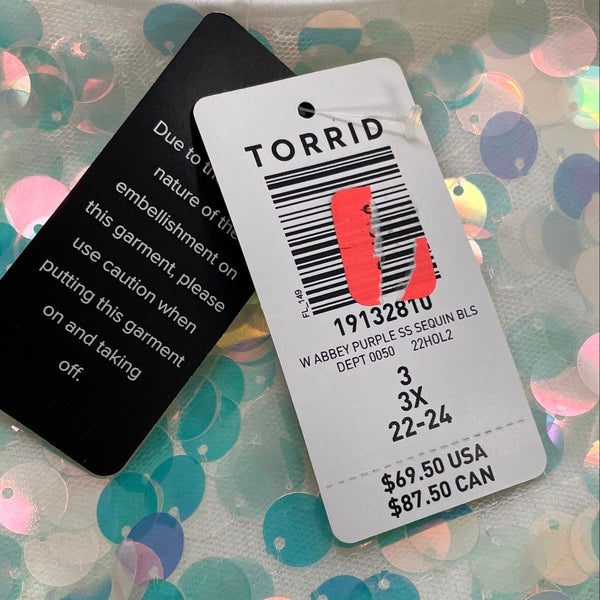 Due to the
nature of the
embellishment on
this garment, please
use caution when
putting this garment
on and taking
off.
TORRID
FL_149
19132810
W ABBEY PURPLE SS SEQUIN BLS
DEPT 0050 22HOL2
3
3X
22-24
$69.50 USA
$87.50 CAN